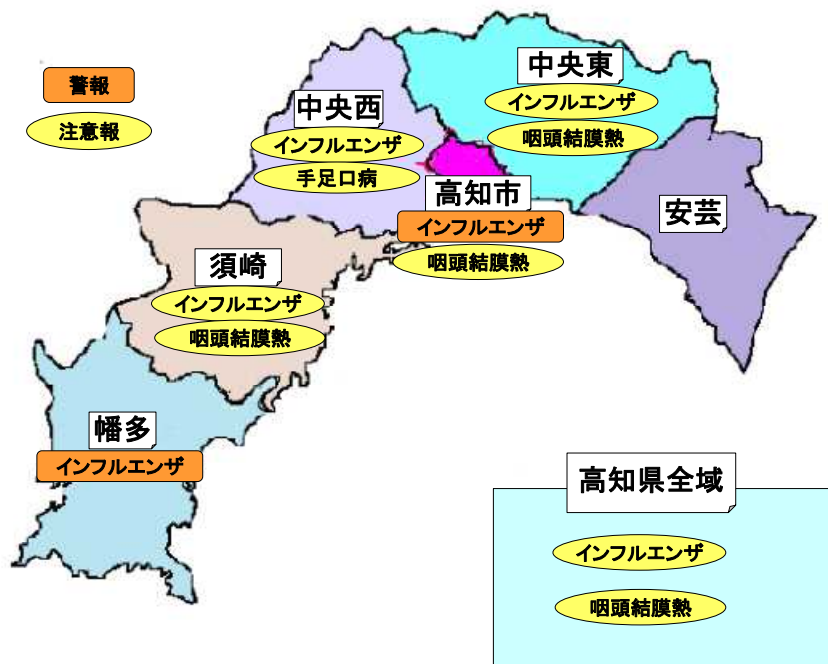 警報
注意報
中央東
インフルエンザ
咽頭結膜熱
中央西
インフルエンザ
手足口病
高知市
インフルエンザ
咽頭結膜熱
安芸
須崎
インフルエンザ
咽頭結膜熱
幡多
インフルエンザ
高知県全域
インフルエンザ
咽頭結膜熱